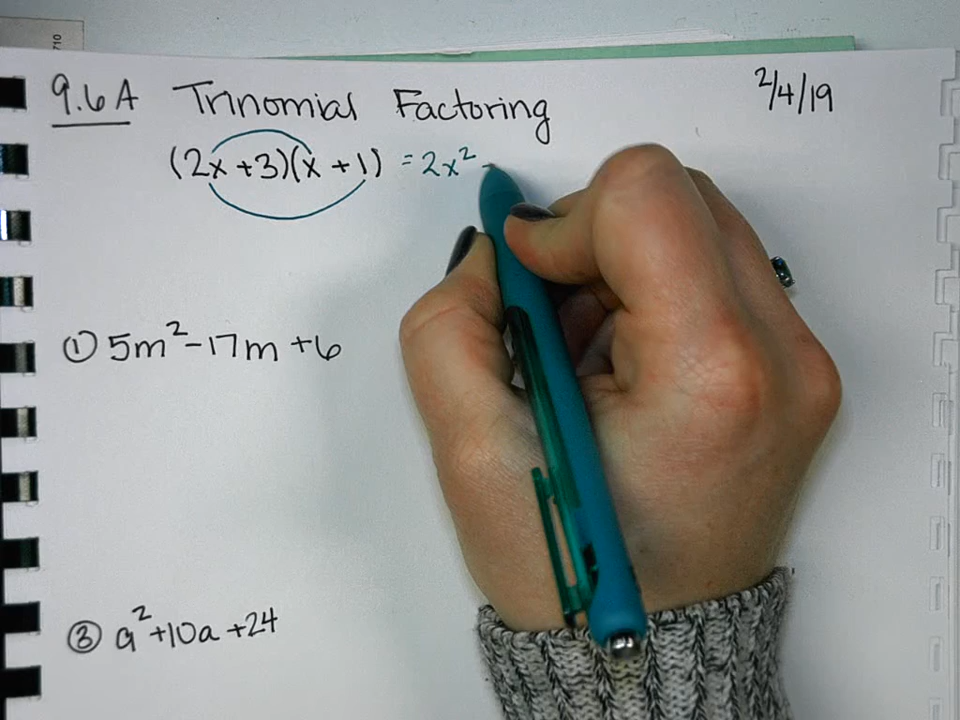 710
9.6A Trinomial Factoring 2/4/19
(2x+3)(x+1) = 2x²
① 5m²-17m+6
③ a²+10a+24